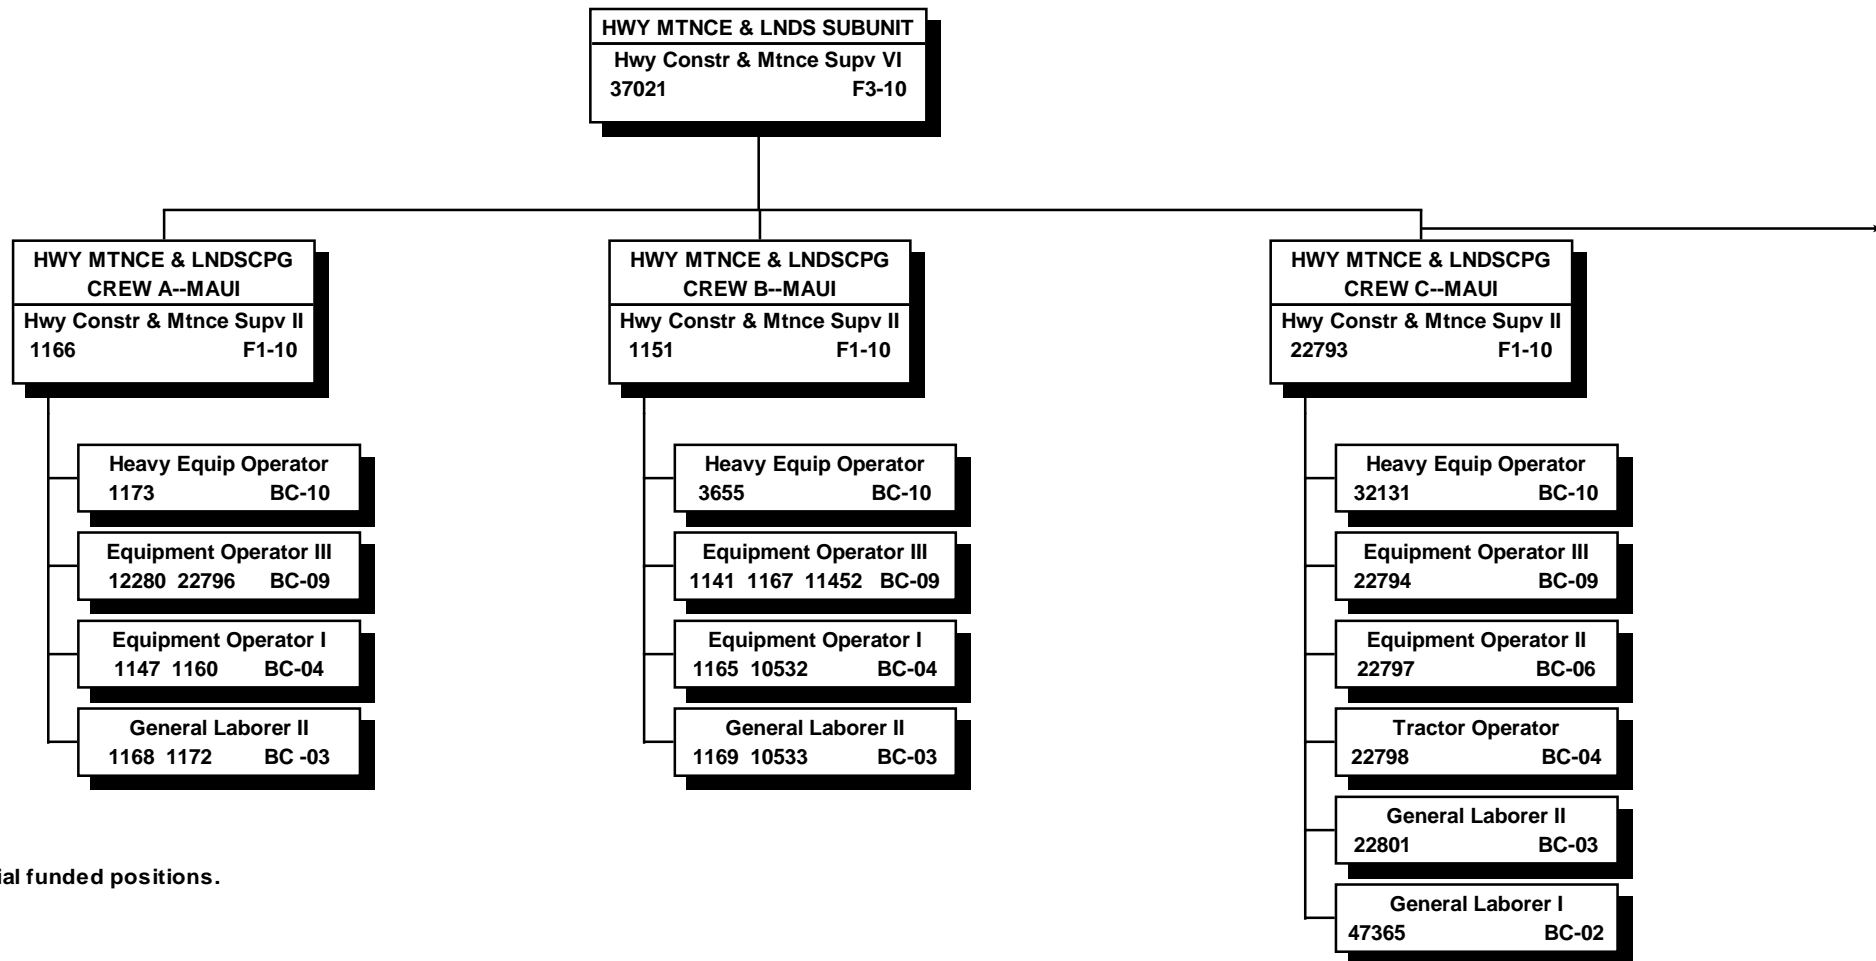 HWY MTNCE & LNDS SUBUNIT
Hwy Constr & Mtnce Supv VI
37021 F3-10
HWY MTNCE & LNDSCPG
CREW A--MAUI
Hwy Constr & Mtnce Supv II
1166 F1-10
Heavy Equip Operator
1173 BC-10
Equipment Operator III
12280 22796 BC-09
Equipment Operator I
1147 1160 BC-04
General Laborer II
1168 1172 BC -03
HWY MTNCE & LNDSCPG
CREW B--MAUI
Hwy Constr & Mtnce Supv II
1151 F1-10
Heavy Equip Operator
3655 BC-10
Equipment Operator III
1141 1167 11452 BC-09
Equipment Operator I
1165 10532 BC-04
General Laborer II
1169 10533 BC-03
HWY MTNCE & LNDSCPG
CREW C--MAUI
Hwy Constr & Mtnce Supv II
22793 F1-10
Heavy Equip Operator
32131 BC-10
Equipment Operator III
22794 BC-09
Equipment Operator II
22797 BC-06
Tractor Operator
22798 BC-04
General Laborer II
22801 BC-03
General Laborer I
47365 BC-02
ial funded positions.